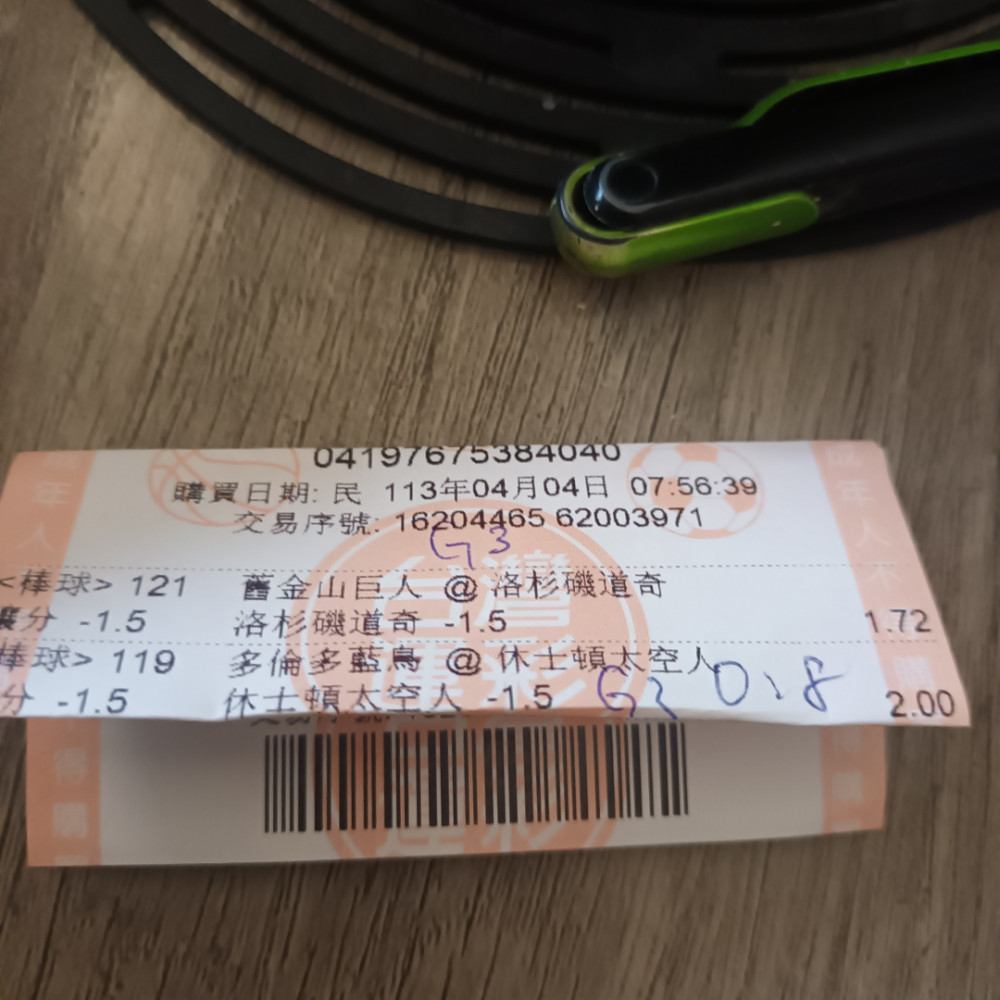 04197675384040
購買日期: 民 113年04月04日 07:56:39
交易序號: 16204465 62003971
G3
<棒球> 121 舊金山巨人 @ 洛杉磯道奇
讓分 -1.5 洛杉磯道奇 -1.5 1.72
棒球> 119 多倫多藍鳥 @ 休士頓太空人
分 -1.5 休士頓太空人 -1.5 2.00
台灣
運彩